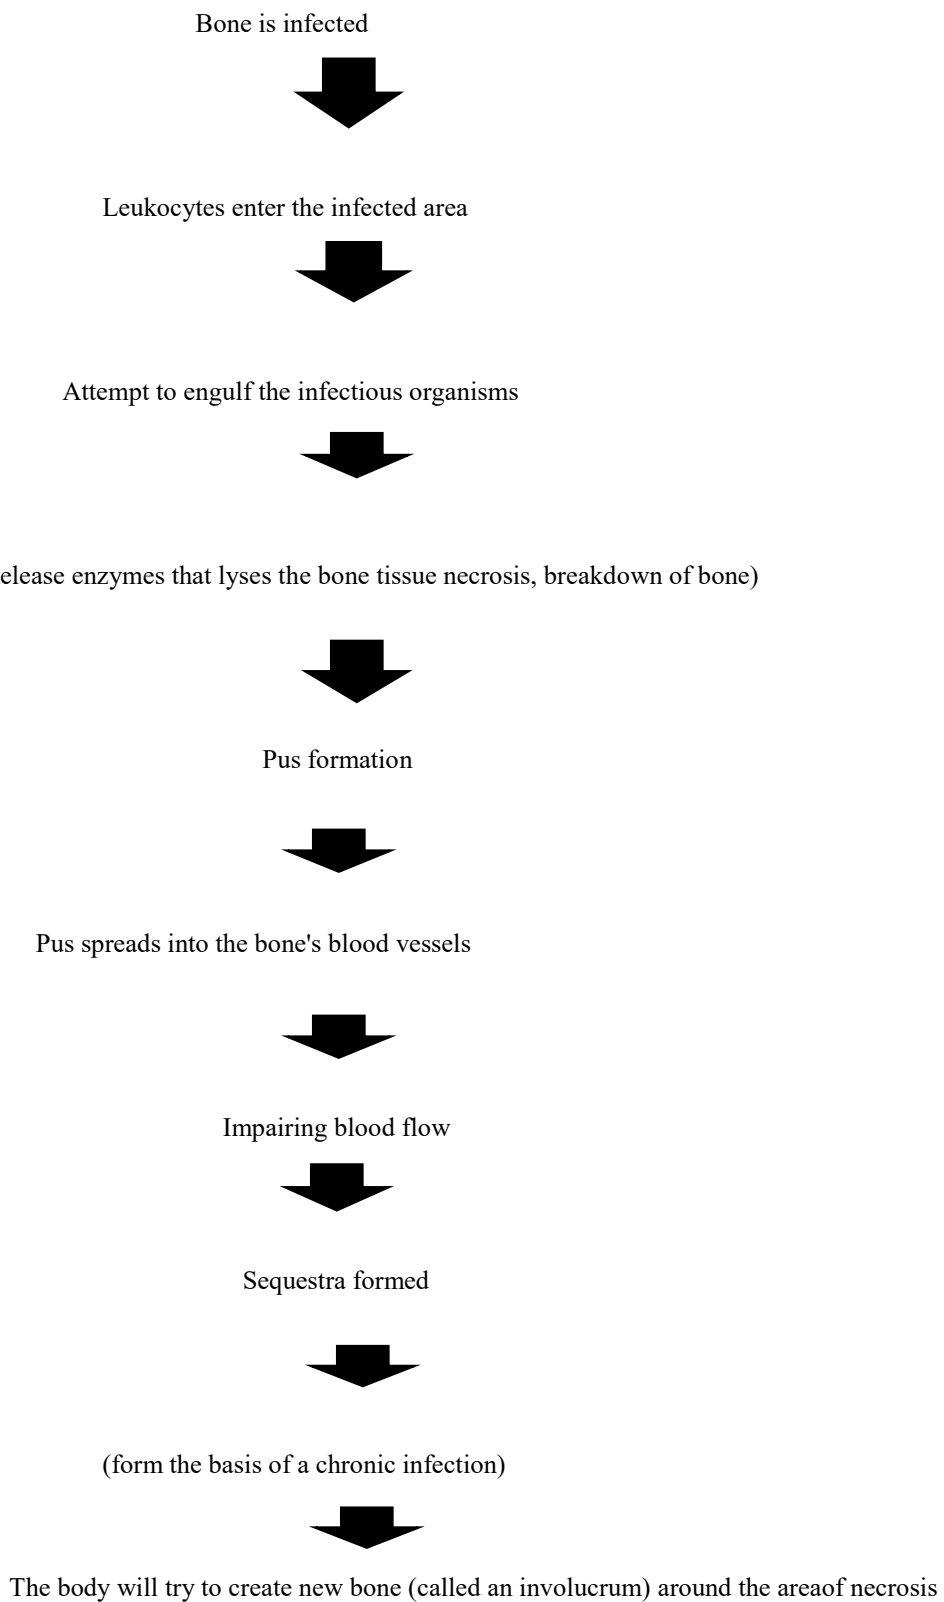 Bone is infected
Leukocytes enter the infected area
Attempt to engulf the infectious organisms
elease enzymes that lyses the bone tissue necrosis, breakdown of bone)
Pus formation
Pus spreads into the bone's blood vessels
Impairing blood flow
Sequestra formed
(form the basis of a chronic infection)
The body will try to create new bone (called an involucrum) around the areaof necrosis